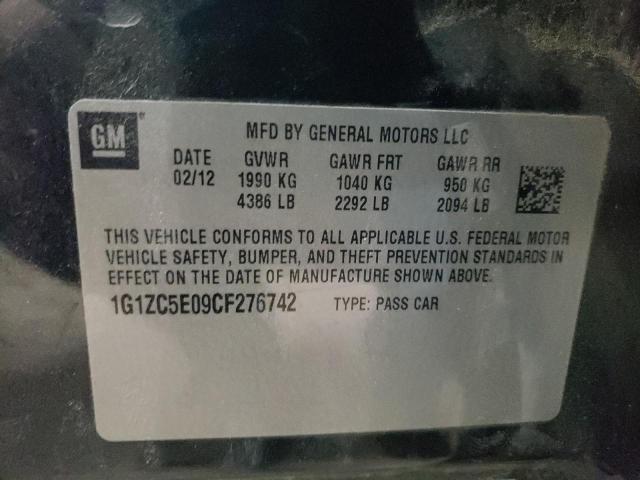 GM
MFD BY GENERAL MOTORS LLC
DATE GVWR GAWR FRT GAWR RR
02/12 1990 KG 1040 KG 950 KG
4386 LB 2292 LB 2094 LB
THIS VEHICLE CONFORMS TO ALL APPLICABLE U.S. FEDERAL MOTOR
VEHICLE SAFETY, BUMPER, AND THEFT PREVENTION STANDARDS IN
EFFECT ON THE DATE OF MANUFACTURE SHOWN ABOVE.
1G1ZC5E09CF276742 TYPE: PASS CAR